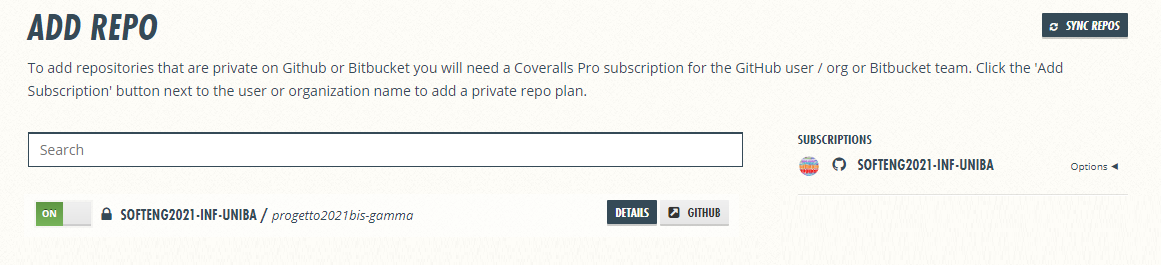 ADD REPO
SYNC REPOS
To add repositories that are private on Github or Bitbucket you will need a Coveralls Pro subscription for the GitHub user / org or Bitbucket team. Click the 'Add
Subscription' button next to the user or organization name to add a private repo plan.
Search
SUBSCRIPTIONS
SOFTENG2021-INF-UNIBA
Options
ON
SOFTENG2021-INF-UNIBA / progetto2021bis-gamma
DETAILS
GITHUB